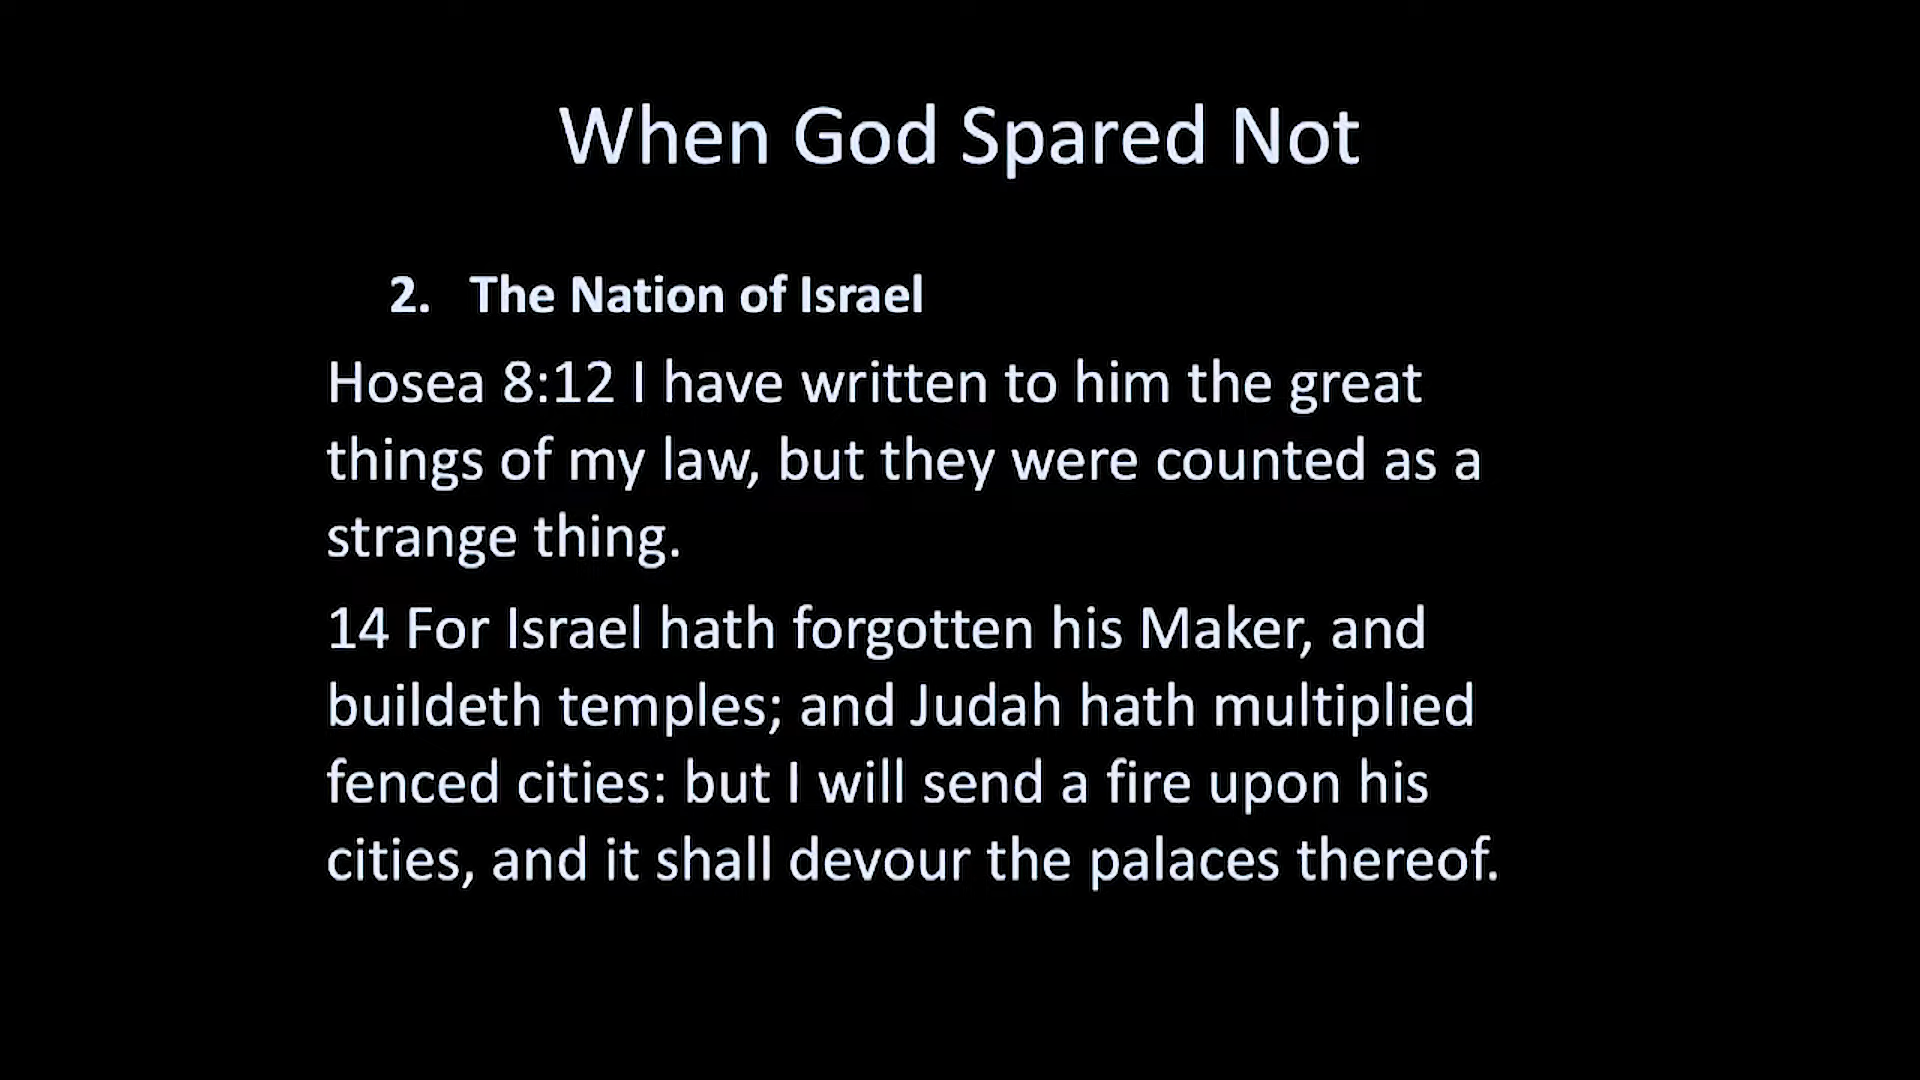 When God Spared Not
2. The Nation of Israel
Hosea 8:12 I have written to him the great
things of my law, but they were counted as a
strange thing.
14 For Israel hath forgotten his Maker, and
buildeth temples; and Judah hath multiplied
fenced cities: but I will send a fire upon his
cities, and it shall devour the palaces thereof.